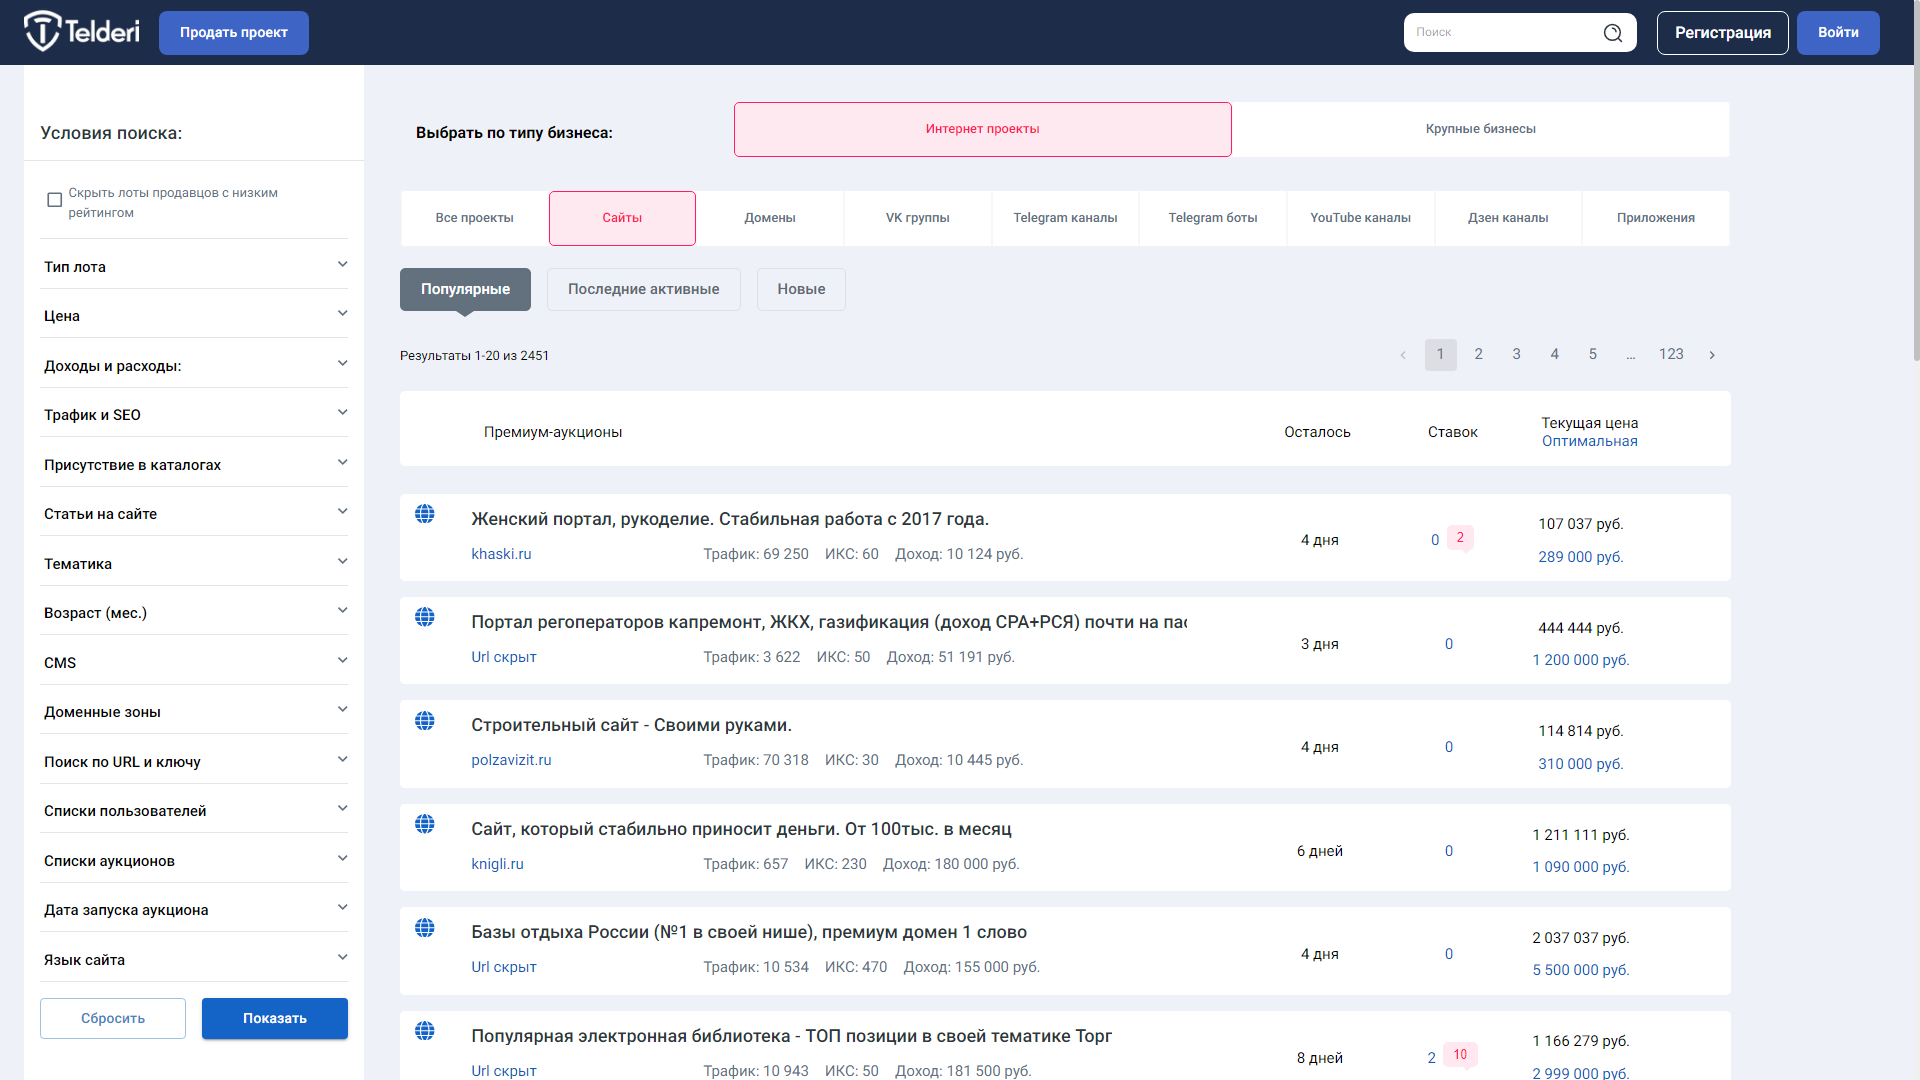 Telderi
Продать проект
Поиск
Регистрация
Войти
Условия поиска:
Скрыть лоты продавцов с низким
рейтингом
Тип лота
Цена
Доходы и расходы:
Трафик и SEO
Присутствие в каталогах
Статьи на сайте
Тематика
Возраст (мес.)
CMS
Доменные зоны
Поиск по URL и ключу
Списки пользователей
Списки аукционов
Дата запуска аукциона
Язык сайта
Сбросить
Показать
Выбрать по типу бизнеса:
Интернет проекты
Крупные бизнесы
Все проекты
Сайты
Домены
VK группы
Telegram каналы
Telegram боты
YouTube каналы
Дзен каналы
Приложения
Популярные
Последние активные
Новые
Результаты 1-20 из 2451
‹ 1 2 3 4 5 ... 123 ›
Премиум-аукционы
Осталось
Ставок
Текущая цена
Оптимальная
Женский портал, рукоделие. Стабильная работа с 2017 года.
khaski.ru
Трафик: 69 250 ИКС: 60 Доход: 10 124 руб.
4 дня
0 2
107 037 руб.
289 000 руб.
Портал регоператоров капремонт, ЖКХ, газификация (доход СРА+РСЯ) почти на пас
Url скрыт
Трафик: 3 622 ИКС: 50 Доход: 51 191 руб.
3 дня
0
444 444 руб.
1 200 000 руб.
Строительный сайт - Своими руками.
polzavizit.ru
Трафик: 70 318 ИКС: 30 Доход: 10 445 руб.
4 дня
0
114 814 руб.
310 000 руб.
Сайт, который стабильно приносит деньги. От 100тыс. в месяц
knigli.ru
Трафик: 657 ИКС: 230 Доход: 180 000 руб.
6 дней
0
1 211 111 руб.
1 090 000 руб.
Базы отдыха России (№1 в своей нише), премиум домен 1 слово
Url скрыт
Трафик: 10 534 ИКС: 470 Доход: 155 000 руб.
4 дня
0
2 037 037 руб.
5 500 000 руб.
Популярная электронная библиотека - ТОП позиции в своей тематике Торг
Url скрыт
Трафик: 10 943 ИКС: 50 Доход: 181 500 руб.
8 дней
2 10
1 166 279 руб.
2 999 000 руб.